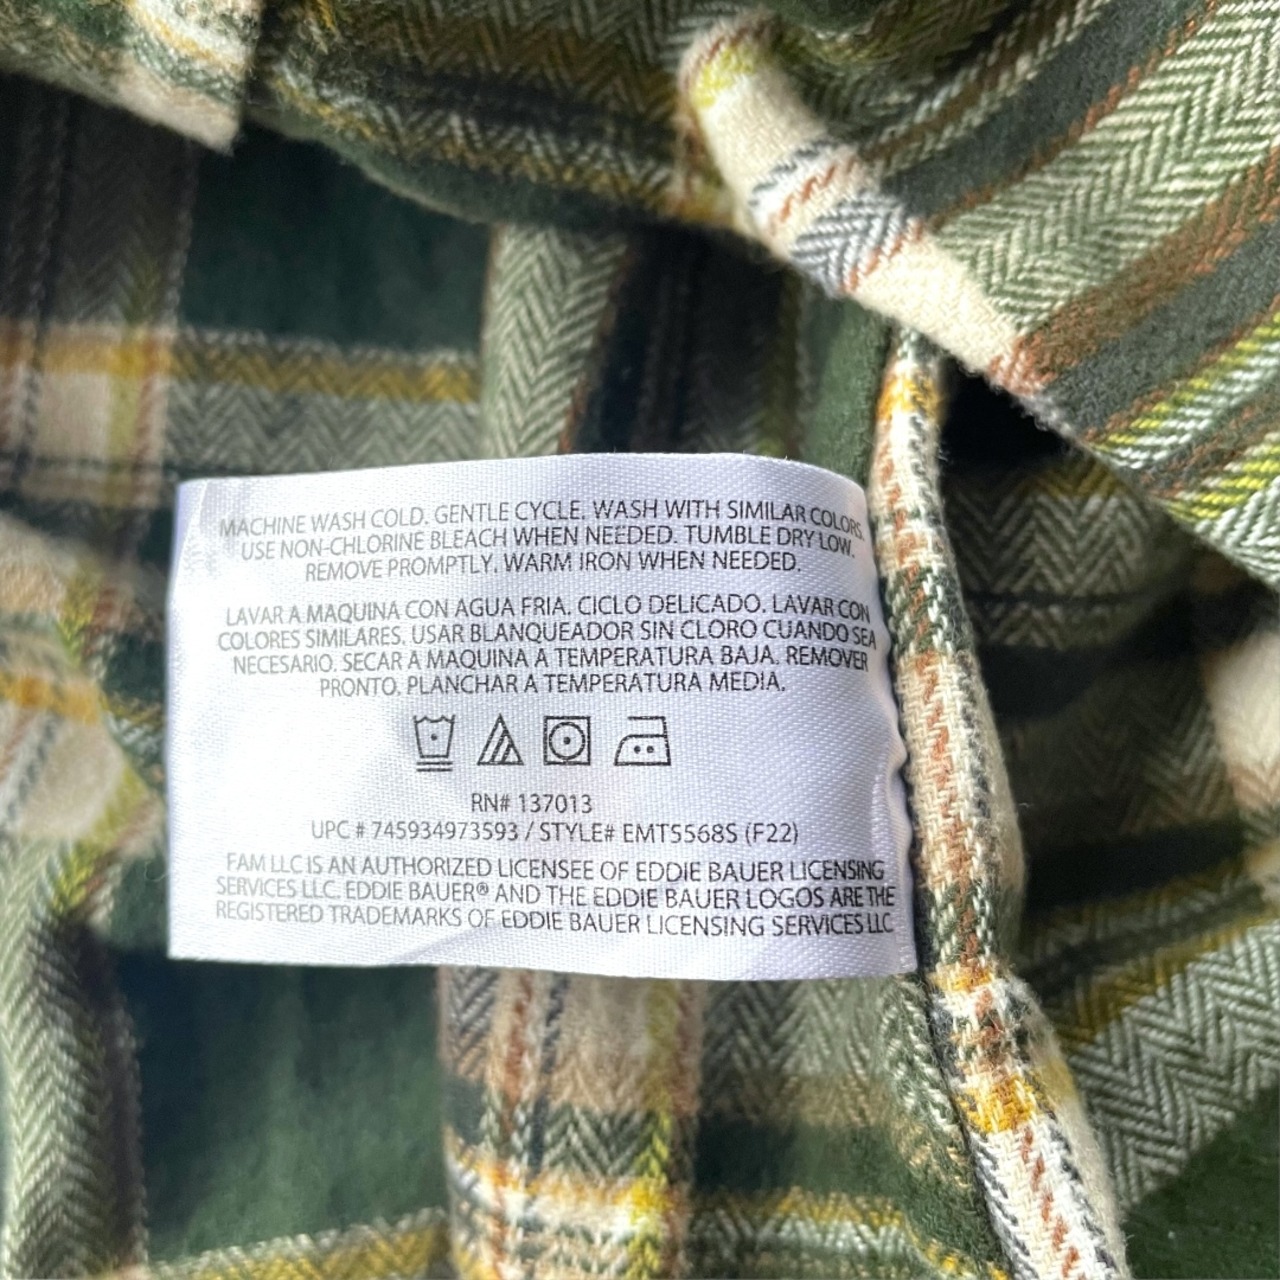 MACHINE WASH COLD. GENTLE CYCLE. WASH WITH SIMILAR COLORS.
USE NON-CHLORINE BLEACH WHEN NEEDED. TUMBLE DRY LOW.
REMOVE PROMPTLY. WARM IRON WHEN NEEDED.
LAVAR A MAQUINA CON AGUA FRIA. CICLO DELICADO. LAVAR CON
COLORES SIMILARES. USAR BLANQUEADOR SIN CLORO CUANDO SEA
NECESARIO. SECAR A MAQUINA A TEMPERATURA BAJA. REMOVER
PRONTO. PLANCHAR A TEMPERATURA MEDIA.
RN# 137013
UPC # 745934973593 / STYLE# EMT5568S (F22)
FAM LLC IS AN AUTHORIZED LICENSEE OF EDDIE BAUER LICENSING
SERVICES LLC. EDDIE BAUER® AND THE EDDIE BAUER LOGOS ARE THE
REGISTERED TRADEMARKS OF EDDIE BAUER LICENSING SERVICES LLC